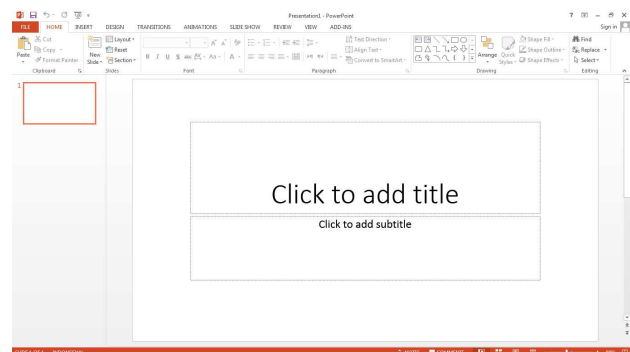 Presentation1 - PowerPoint
FILE HOME INSERT DESIGN TRANSITIONS ANIMATIONS SLIDE SHOW REVIEW VIEW ADD-INS Sign in
Paste
Cut
Copy
Format Painter
Clipboard
New Slide
Layout
Reset
Section
Slides
Font
Text Direction
Align Text
Convert to SmartArt
Paragraph
Arrange
Quick Styles
Shape Fill
Shape Outline
Shape Effects
Drawing
Find
Replace
Select
Editing
1
Click to add title
Click to add subtitle
NOTES COMMENTS